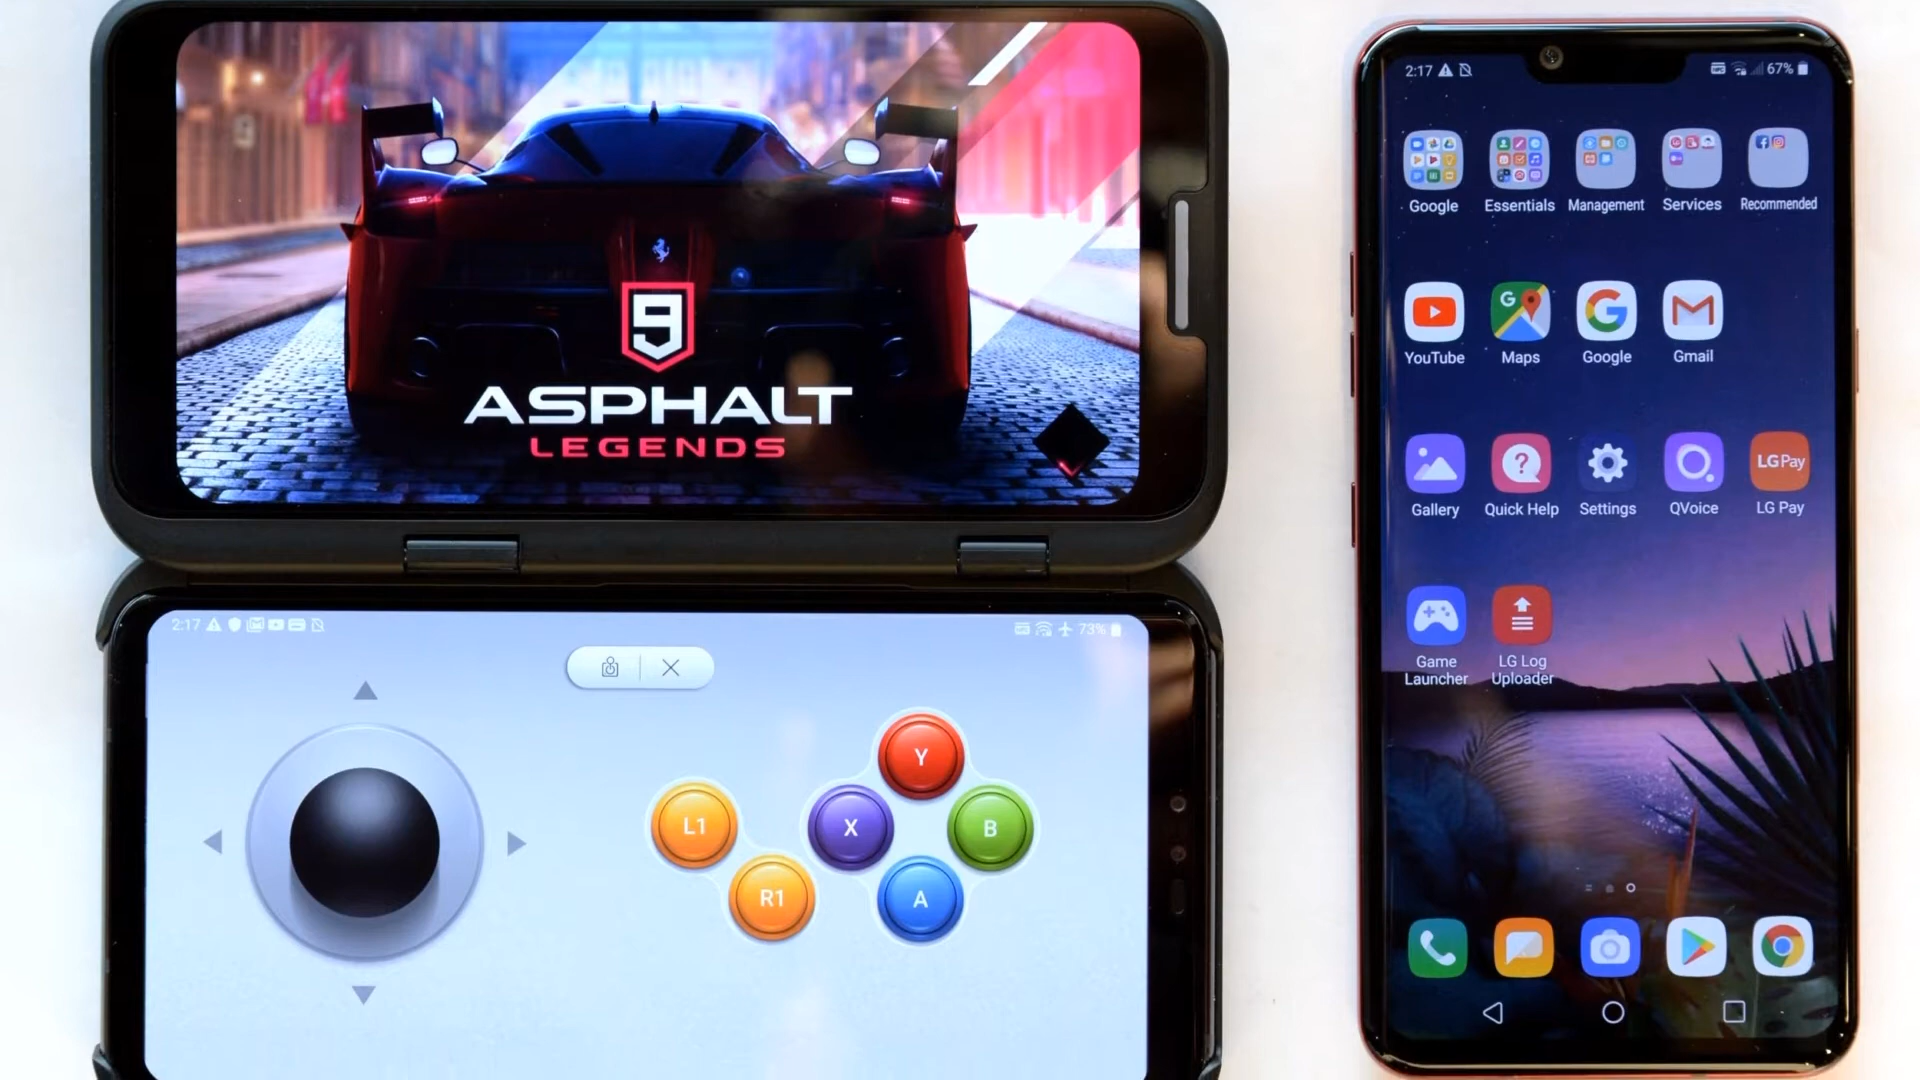 9
ASPHALT
LEGENDS
2:17
73%
Y
L1
X
B
R1
A
2:17
67%
Google
Essentials
Management
Services
Recommended
G
YouTube
Maps
Google
Gmail
LG Pay
Gallery
Quick Help
Settings
QVoice
LG Pay
Game
Launcher
LG Log
Uploader